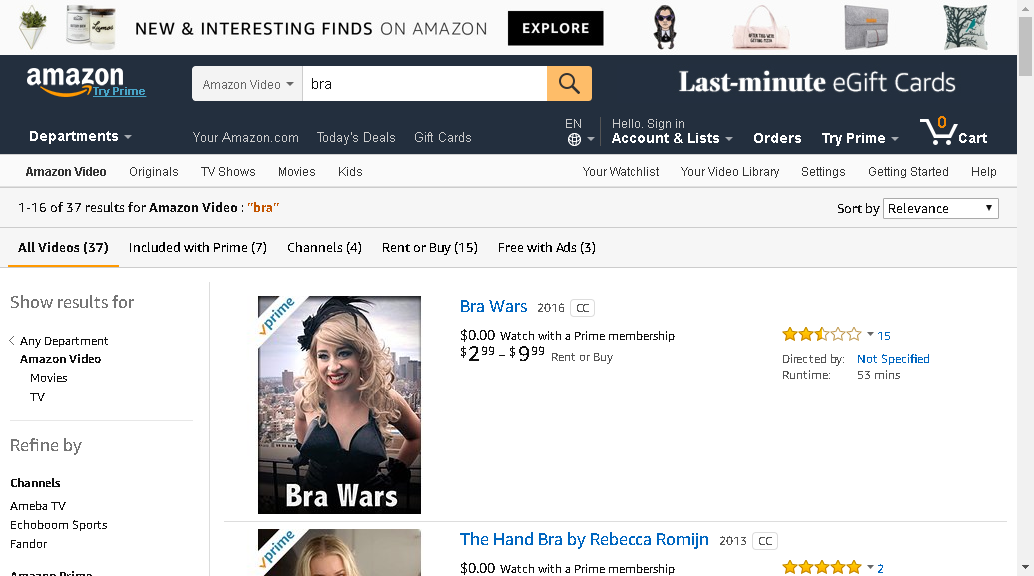 NEW & INTERESTING FINDS ON AMAZON EXPLORE
amazon Try Prime
Amazon Video bra
Last-minute eGift Cards
Departments
Your Amazon.com Today's Deals Gift Cards
EN
Hello. Sign in
Account & Lists
Orders
Try Prime
0
Cart
Amazon Video Originals TV Shows Movies Kids Your Watchlist Your Video Library Settings Getting Started Help
1-16 of 37 results for Amazon Video : "bra"
Sort by Relevance
All Videos (37) Included with Prime (7) Channels (4) Rent or Buy (15) Free with Ads (3)
Show results for
Any Department
Amazon Video
Movies
TV
Refine by
Channels
Ameba TV
Echoboom Sports
Fandor
Amazon Prime
prime
Bra Wars
Bra Wars 2016 CC
$0.00 Watch with a Prime membership
$2.99 - $9.99 Rent or Buy
15
Directed by: Not Specified
Runtime: 53 mins
prime
The Hand Bra by Rebecca Romijn 2013 CC
$0.00 Watch with a Prime membership
2